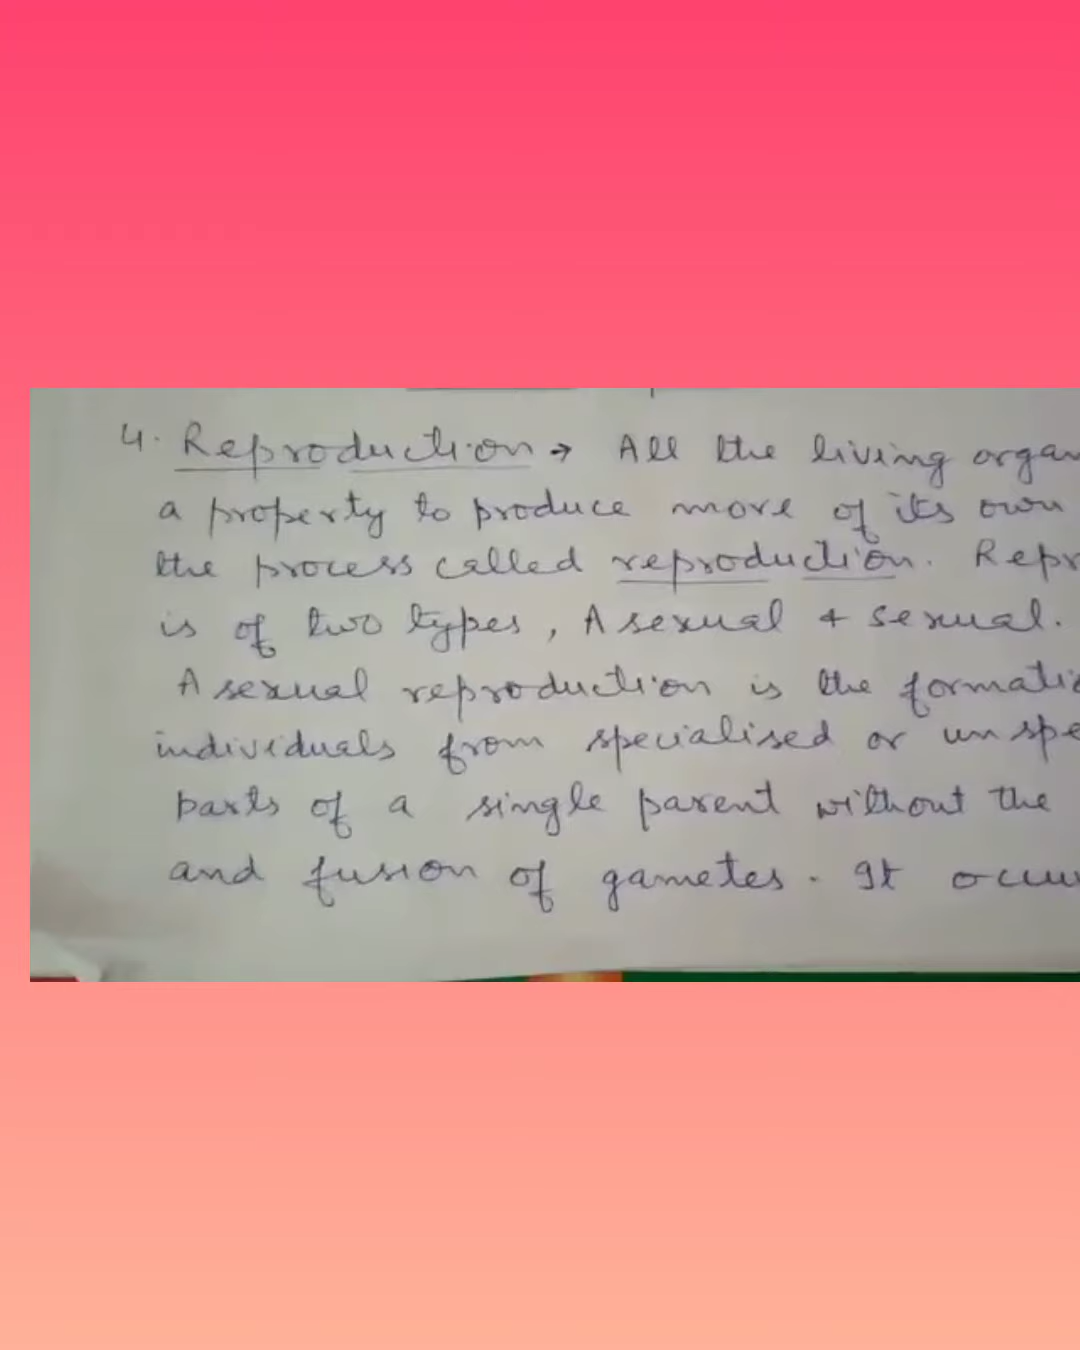 4. Reproduction → All the living organ
a property to produce more of its own
the process called reproduction. Repr
is of two types, Asexual & sexual.
Asexual reproduction is the formatio
individuals from specialised or unspe
parts of a single parent without the
and fusion of gametes. It occu